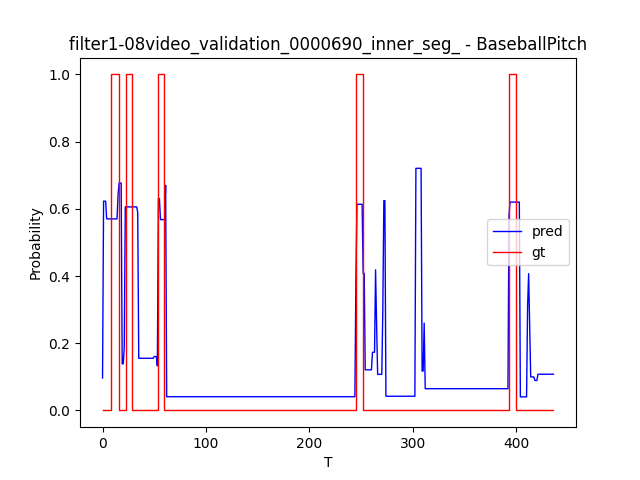 filter1-08video_validation_0000690_inner_seg_ - BaseballPitch
1.0
0.8
0.6
0.4
0.2
0.0
Probability
pred
gt
0 100 200 300 400
T